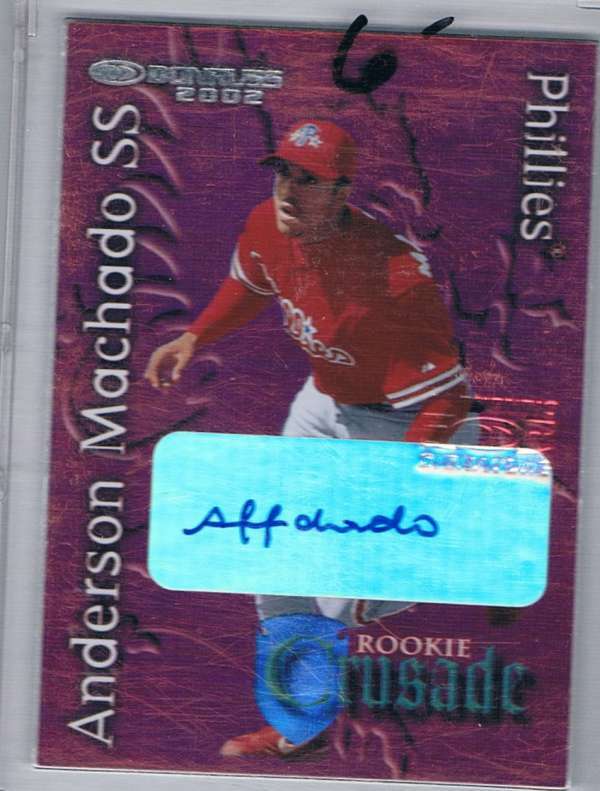 6
DONRUSS
2002
Phillies
Anderson Machado SS
ROOKIE
Crusade